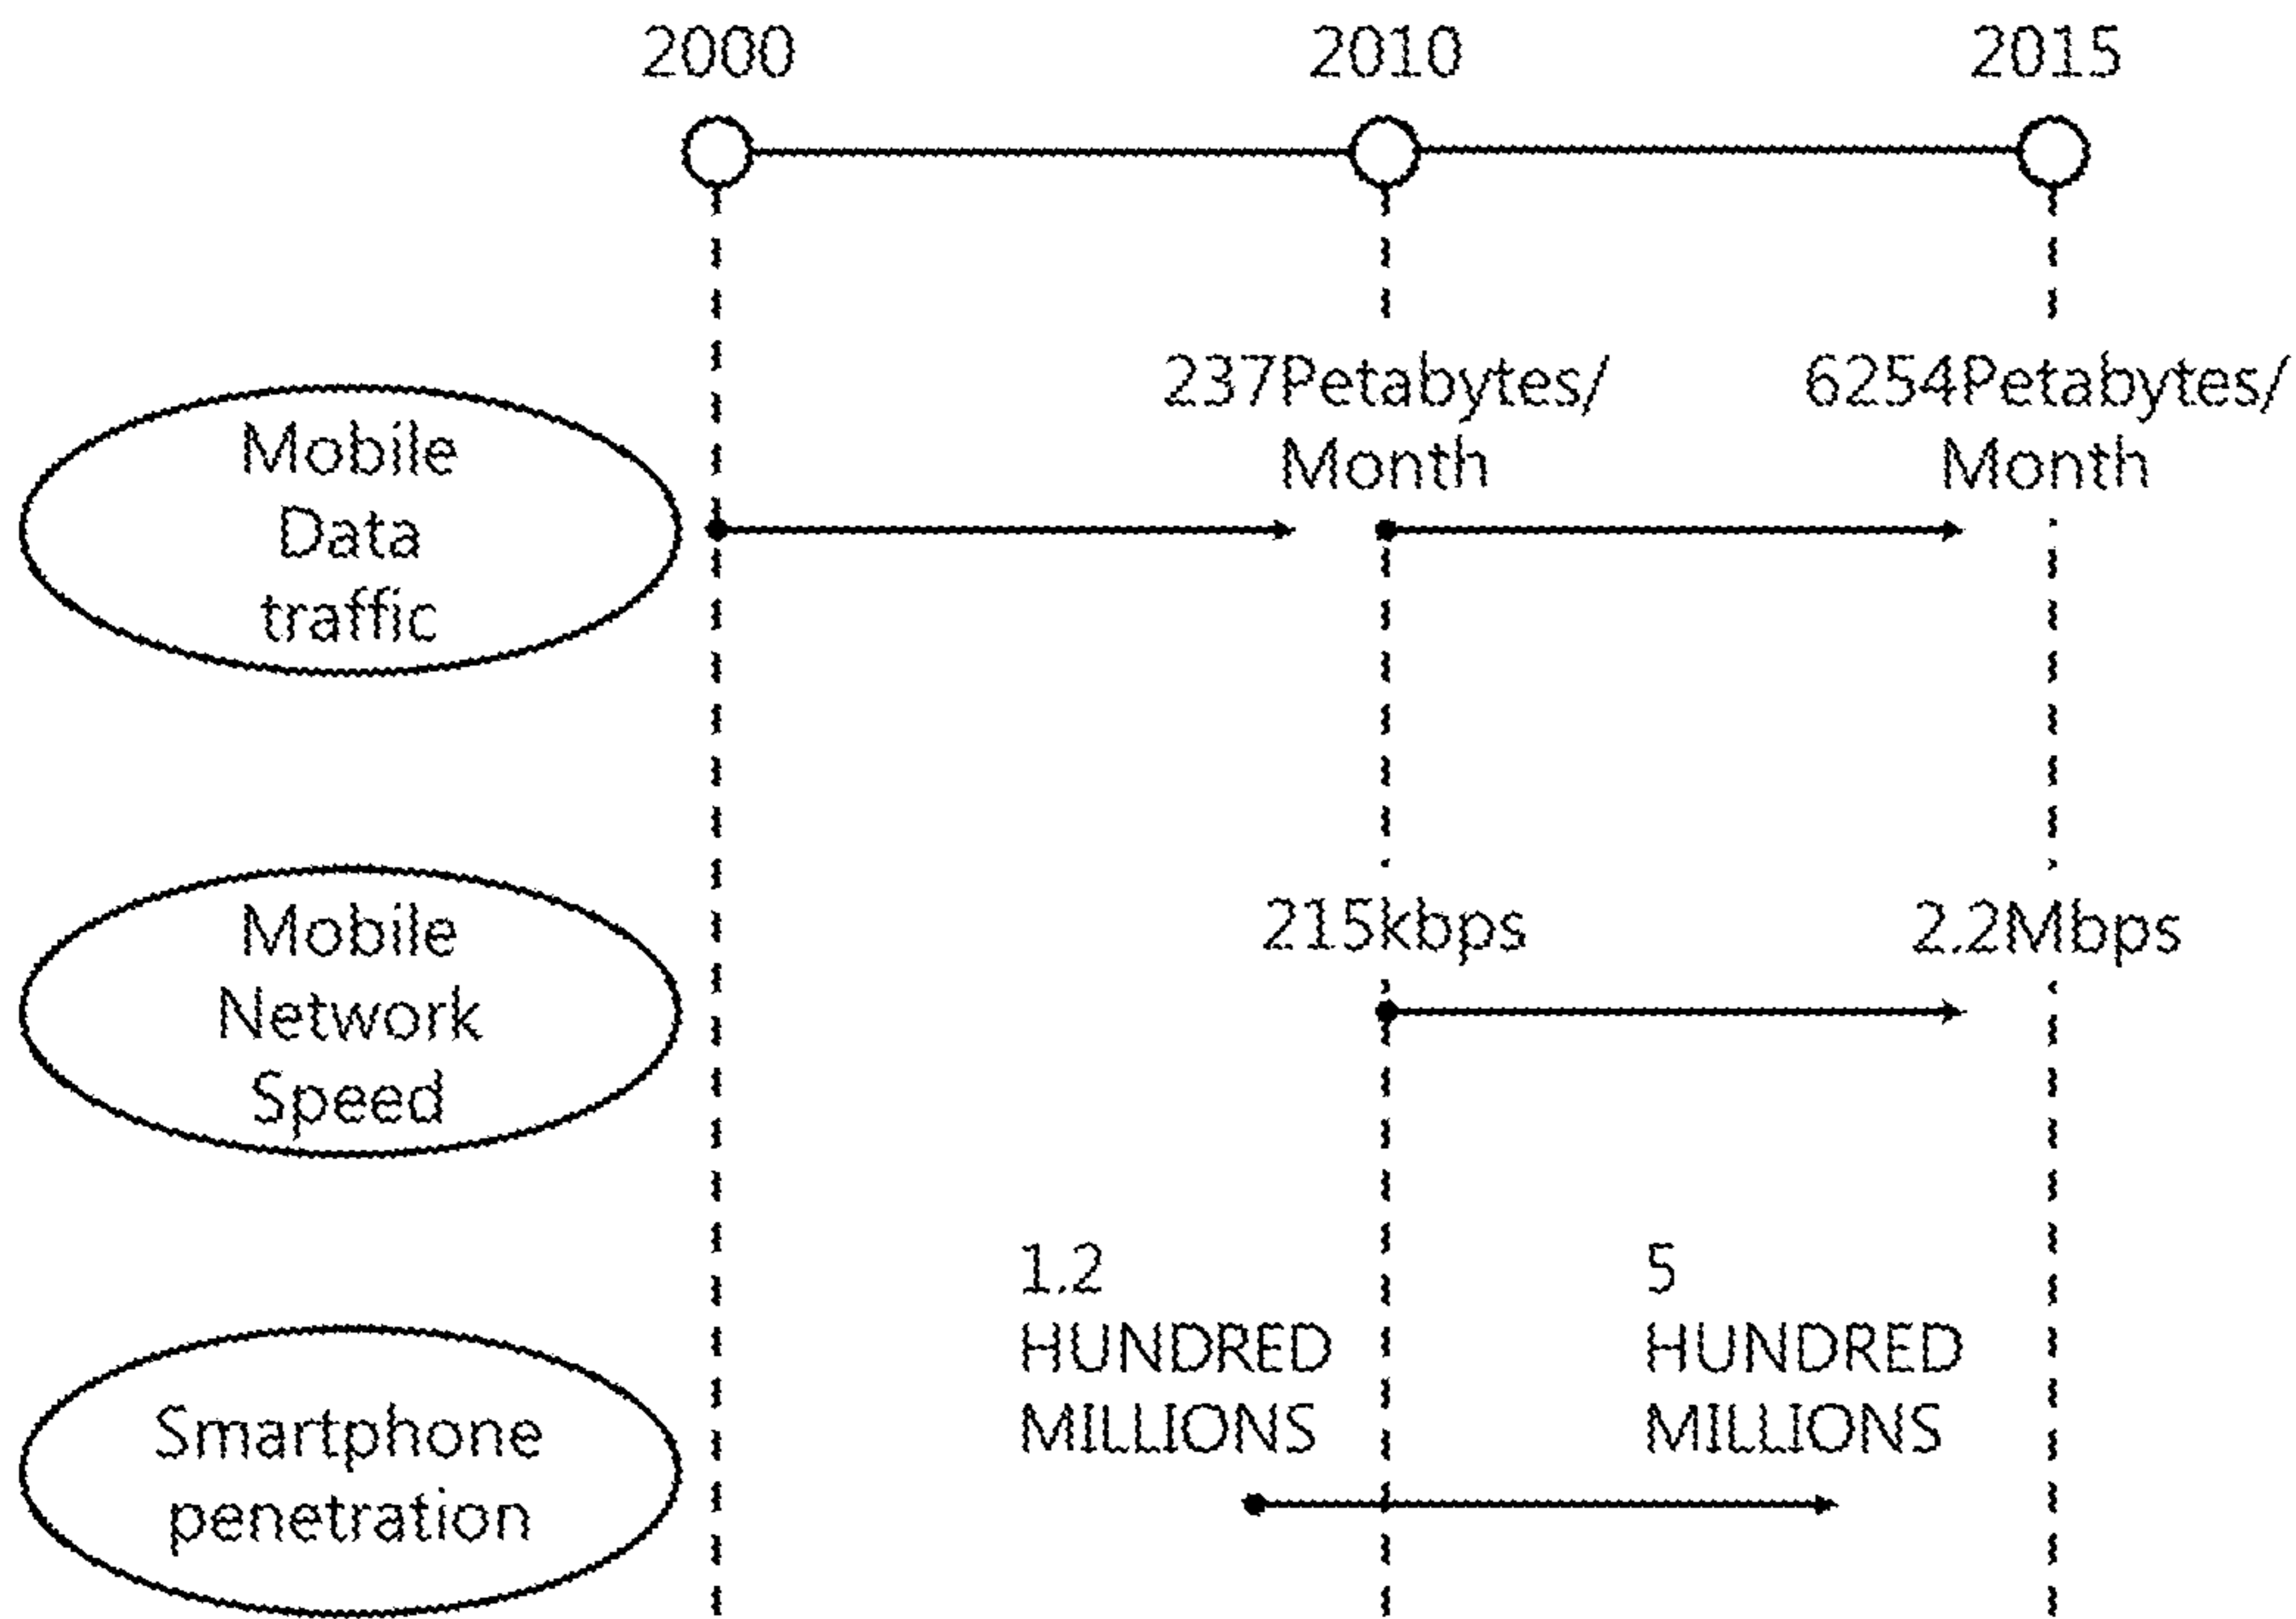 2000
2010
2015
Mobile
Data
traffic
237Petabytes/
Month
6254Petabytes/
Month
Mobile
Network
Speed
215kbps
2.2Mbps
Smartphone
penetration
1.2
HUNDRED
MILLIONS
5
HUNDRED
MILLIONS